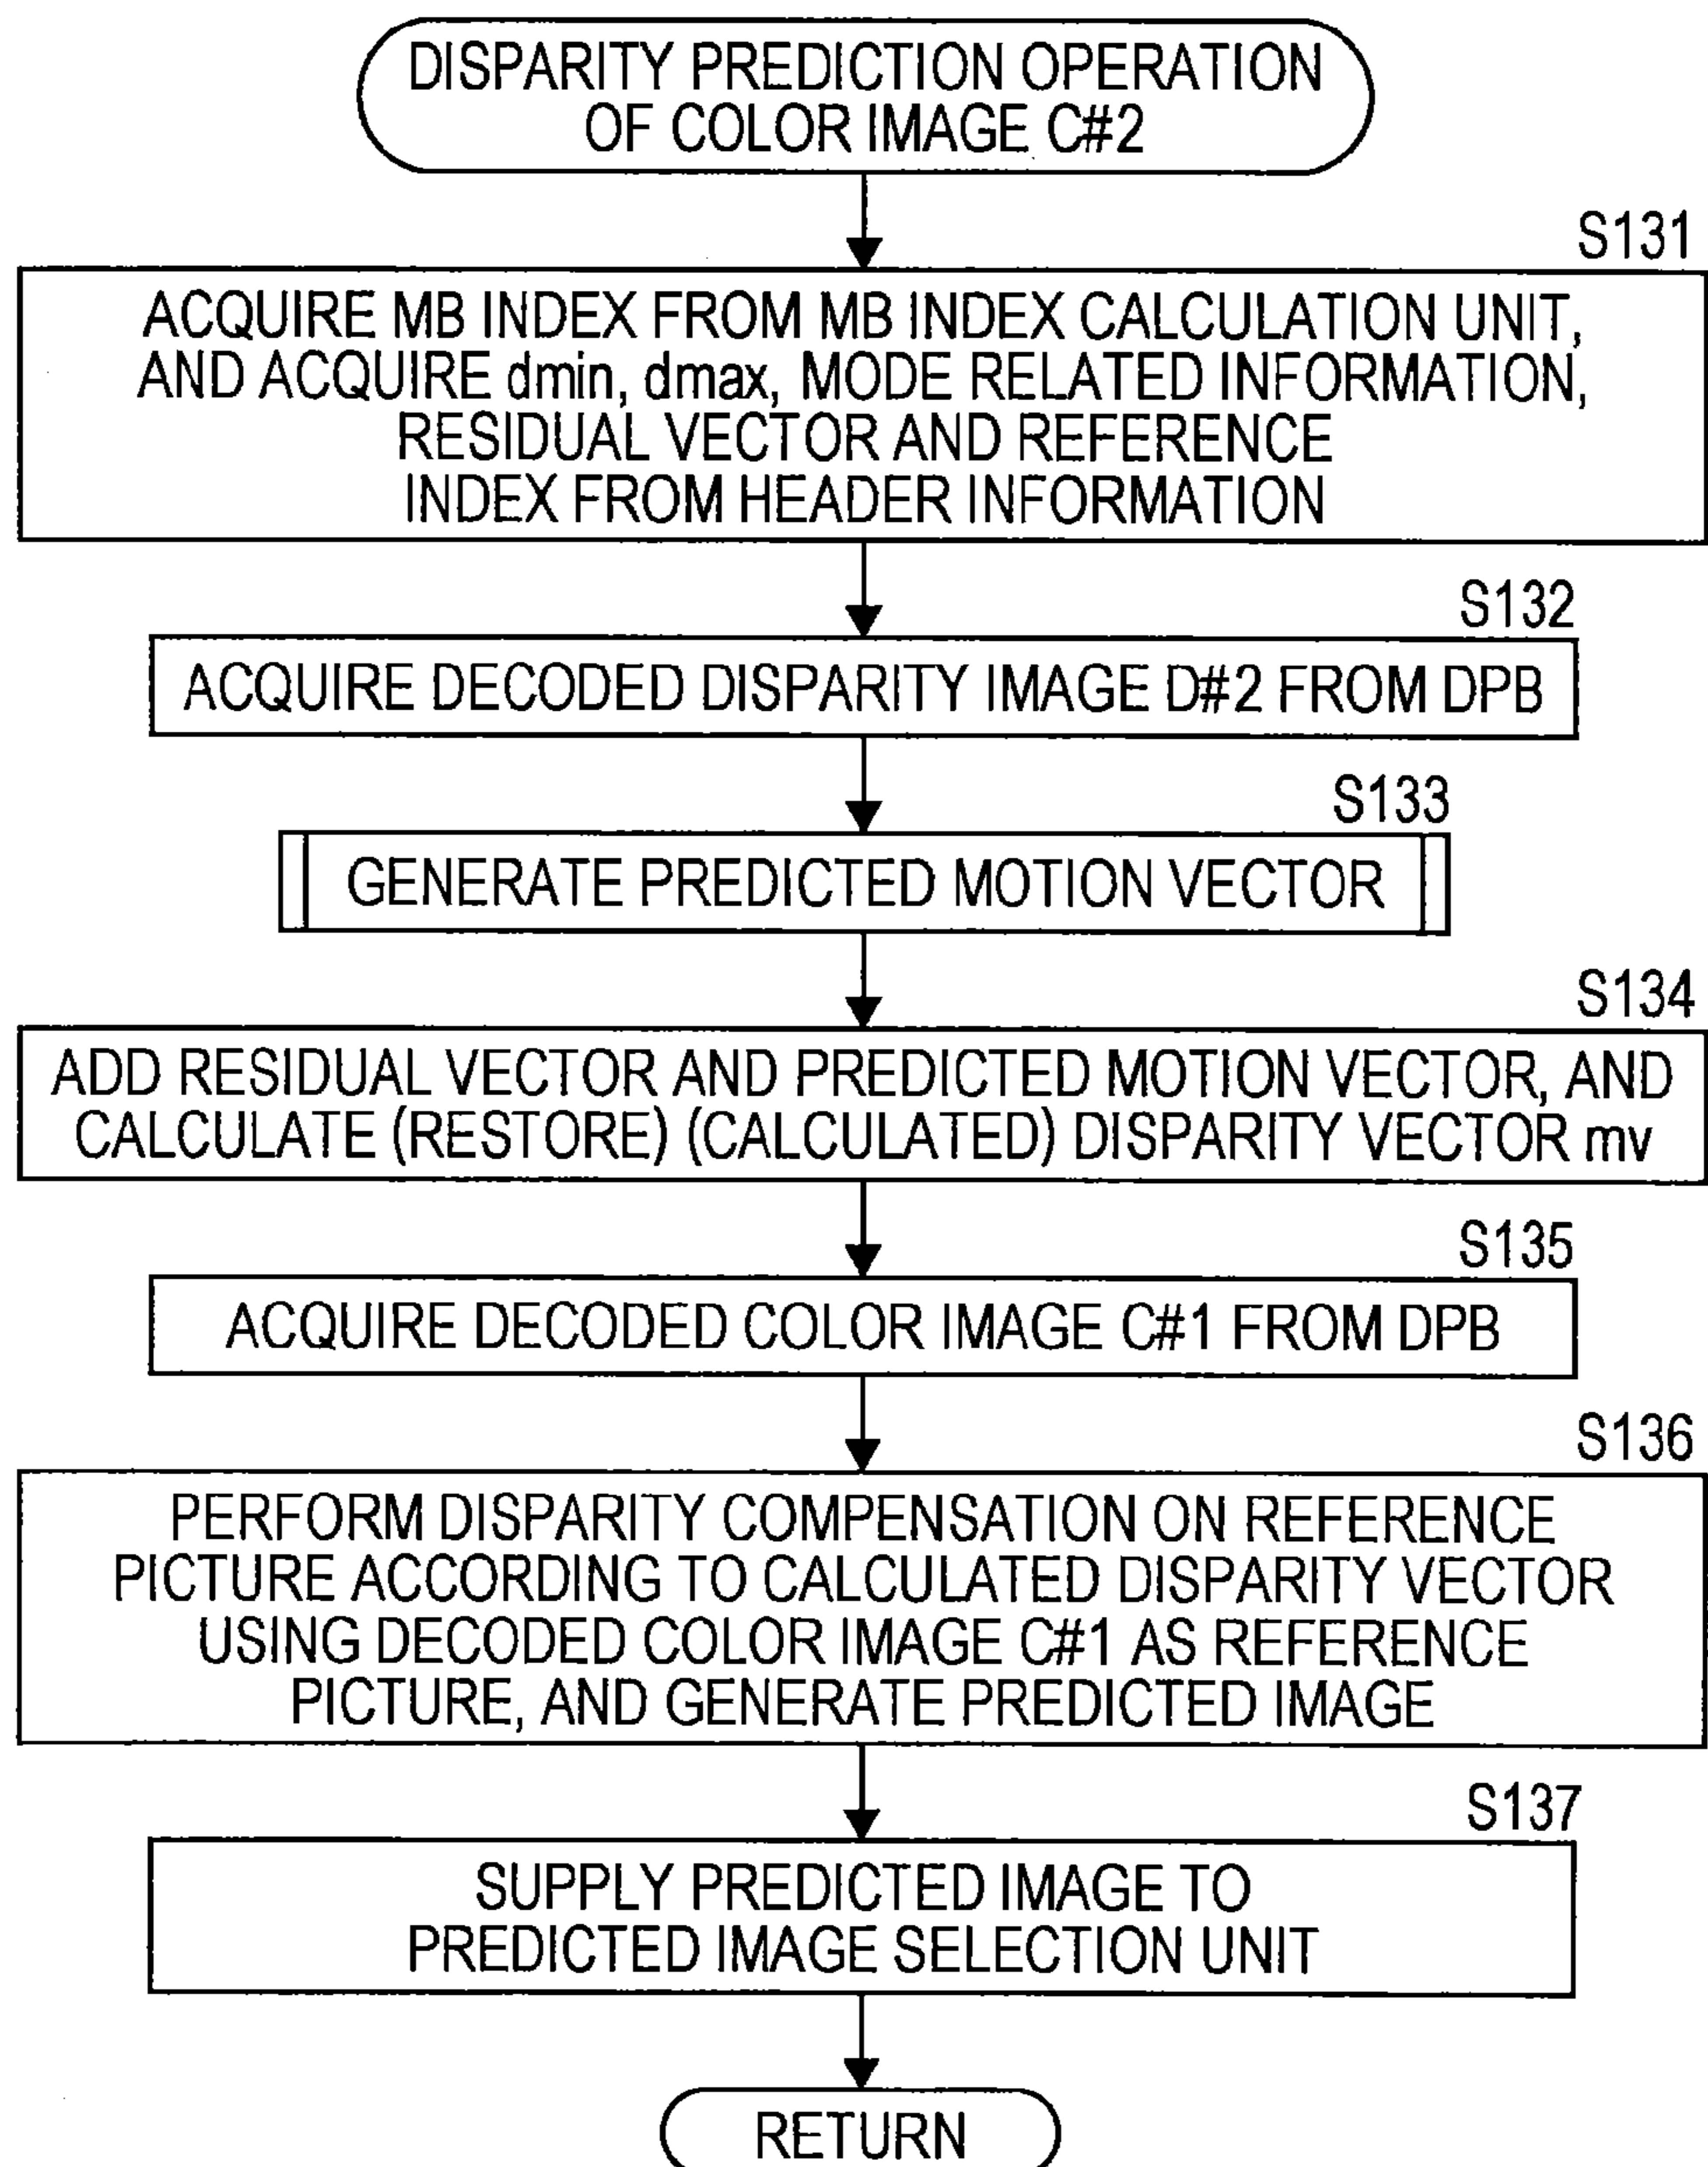 DISPARITY PREDICTION OPERATION
OF COLOR IMAGE C#2
S131
ACQUIRE MB INDEX FROM MB INDEX CALCULATION UNIT,
AND ACQUIRE dmin, dmax, MODE RELATED INFORMATION,
RESIDUAL VECTOR AND REFERENCE
INDEX FROM HEADER INFORMATION
S132
ACQUIRE DECODED DISPARITY IMAGE D#2 FROM DPB
S133
GENERATE PREDICTED MOTION VECTOR
S134
ADD RESIDUAL VECTOR AND PREDICTED MOTION VECTOR, AND
CALCULATE (RESTORE) (CALCULATED) DISPARITY VECTOR mv
S135
ACQUIRE DECODED COLOR IMAGE C#1 FROM DPB
S136
PERFORM DISPARITY COMPENSATION ON REFERENCE
PICTURE ACCORDING TO CALCULATED DISPARITY VECTOR
USING DECODED COLOR IMAGE C#1 AS REFERENCE
PICTURE, AND GENERATE PREDICTED IMAGE
S137
SUPPLY PREDICTED IMAGE TO
PREDICTED IMAGE SELECTION UNIT
RETURN